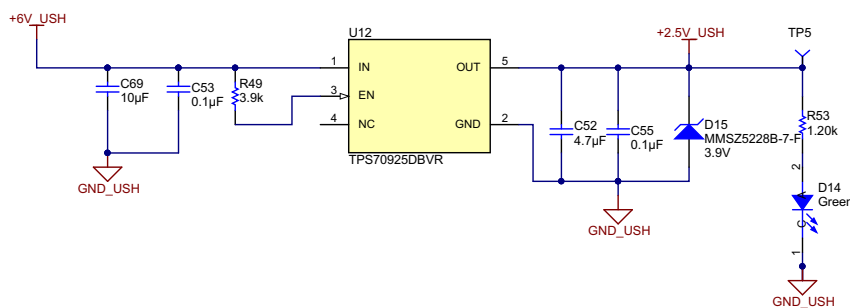 +6V_USH
U12
+2.5V_USH
TP5
1
IN
OUT
5
C69
10µF
C53
0.1µF
R49
3.9k
3
EN
4
NC
GND
2
C52
4.7µF
C55
0.1µF
D15
MMSZ5228B-7-F
3.9V
R53
1.20k
TPS70925DBVR
GND_USH
2
A
D14
Green
C
1
GND_USH
GND_USH